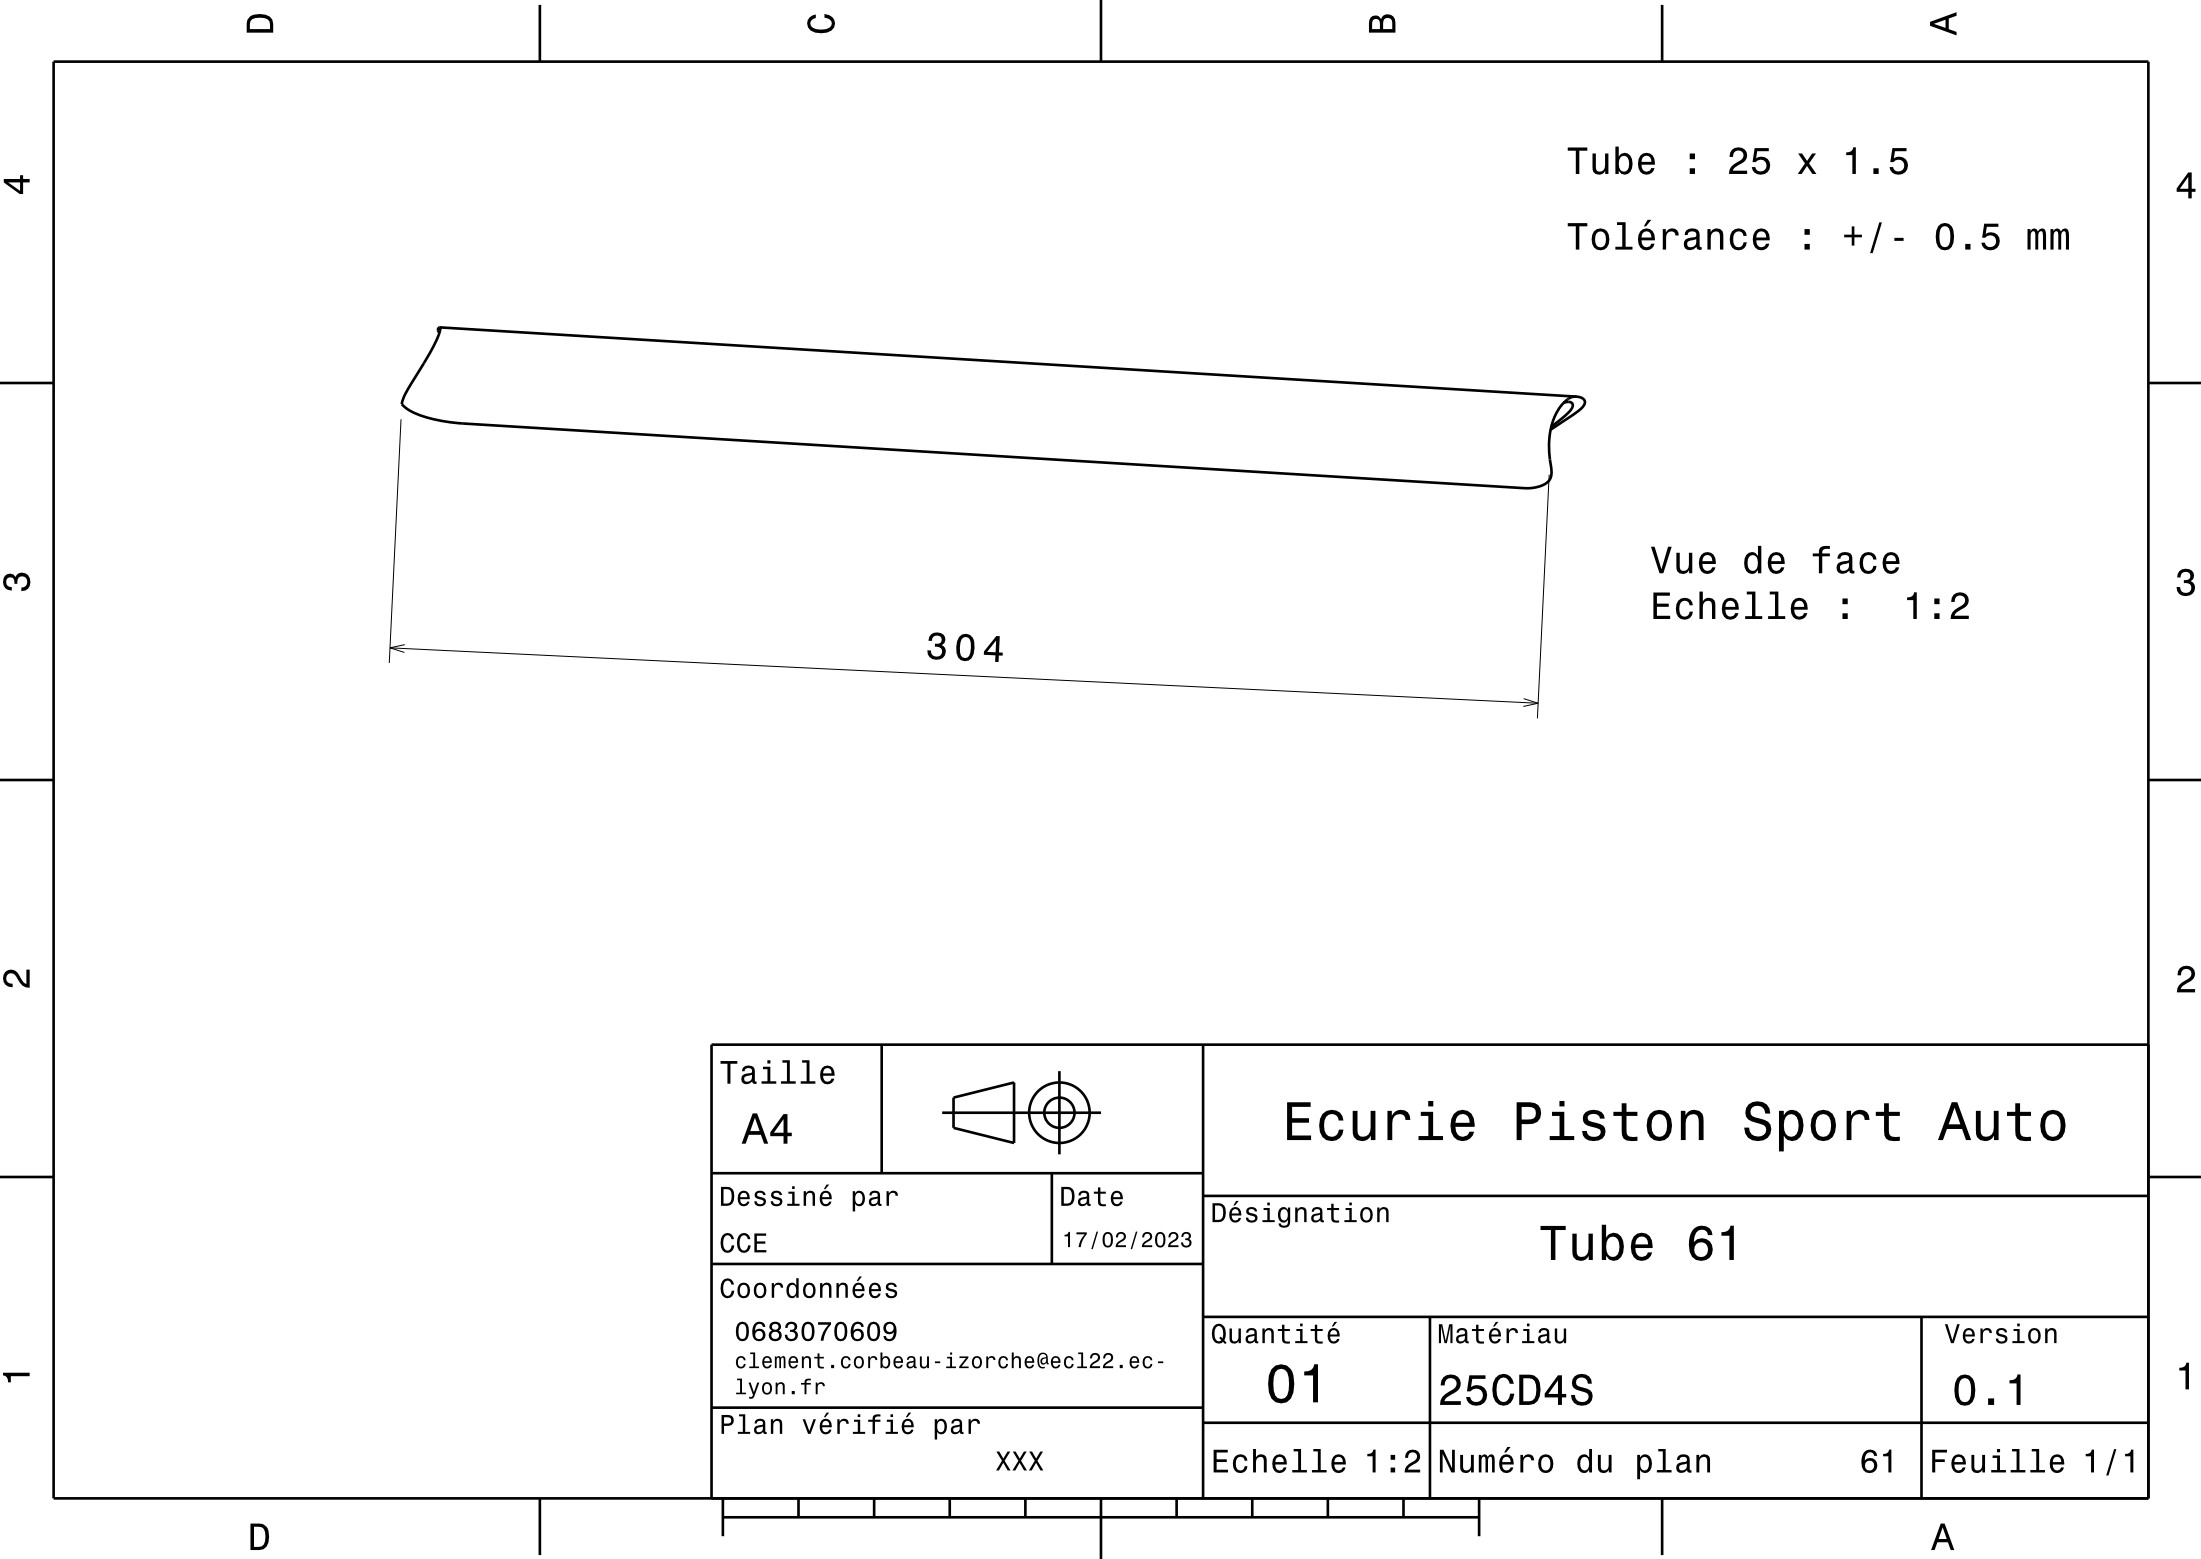 D C B A
4 4
Tube : 25 x 1.5
Tolérance : +/- 0.5 mm
3 3
Vue de face
Echelle :  1:2
304
2 2
Taille
A4
Ecurie Piston Sport Auto
Dessiné par
CCE
Date
17/02/2023
Désignation
Tube 61
Coordonnées
0683070609
clement.corbeau-izorche@ecl22.ec-
lyon.fr
Quantité
01
Matériau
25CD4S
Version
0.1
Plan vérifié par
XXX
Echelle 1:2
Numéro du plan 61
Feuille 1/1
1 1
D A